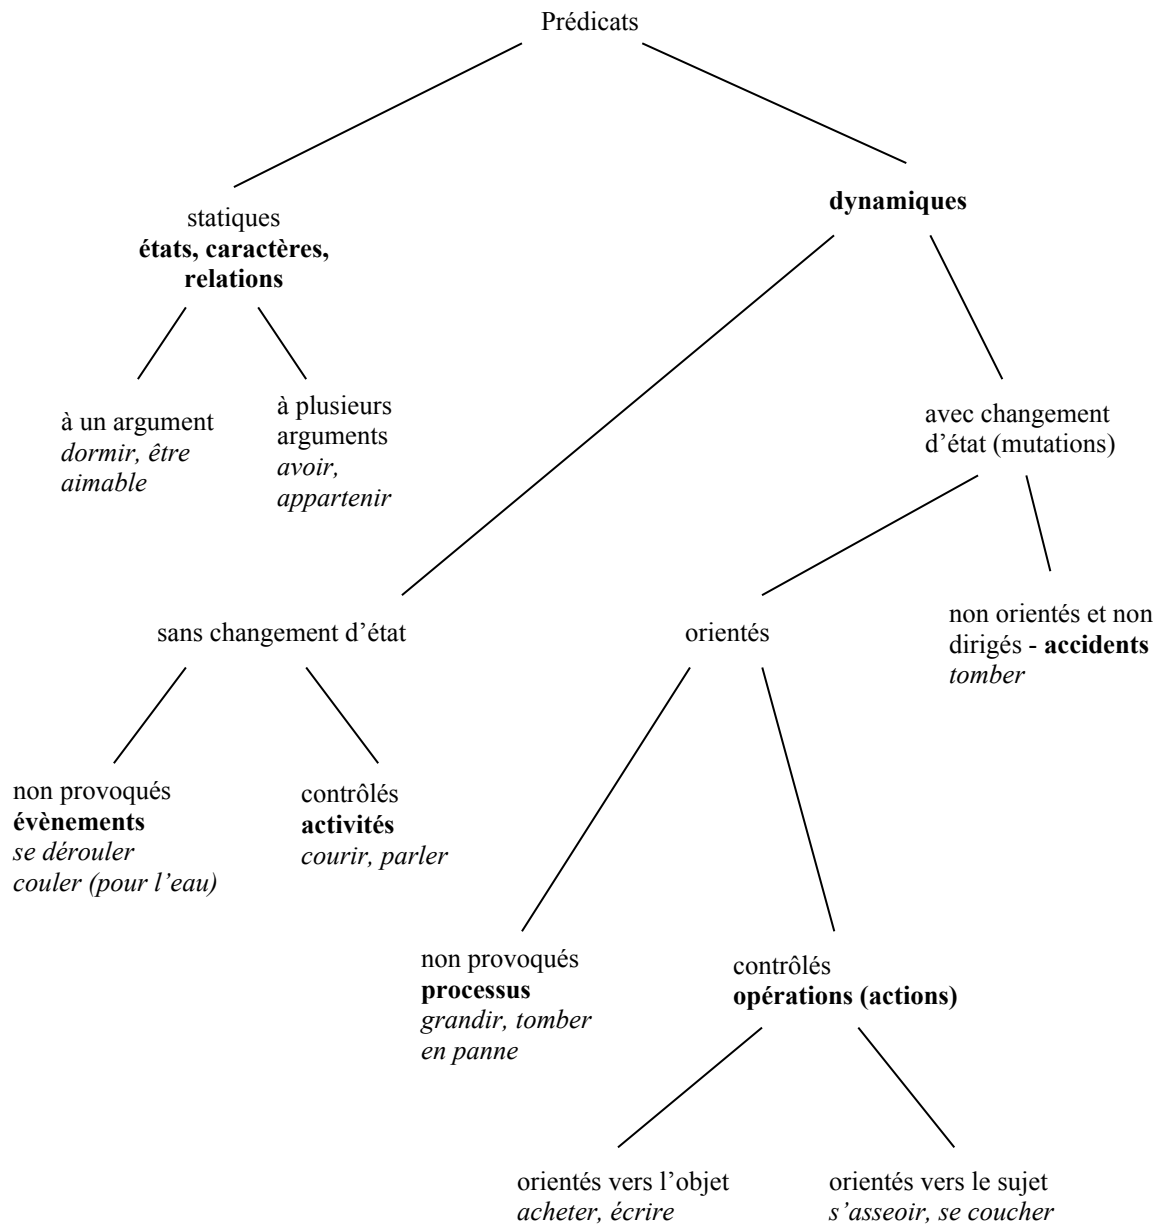 Prédicats
statiques
états, caractères,
relations
dynamiques
à un argument
dormir, être
aimable
à plusieurs
arguments
avoir,
appartenir
avec changement
d’état (mutations)
sans changement d’état
orientés
non orientés et non
dirigés - accidents
tomber
non provoqués
évènements
se dérouler
couler (pour l’eau)
contrôlés
activités
courir, parler
non provoqués
processus
grandir, tomber
en panne
contrôlés
opérations (actions)
orientés vers l’objet
acheter, écrire
orientés vers le sujet
s’asseoir, se coucher